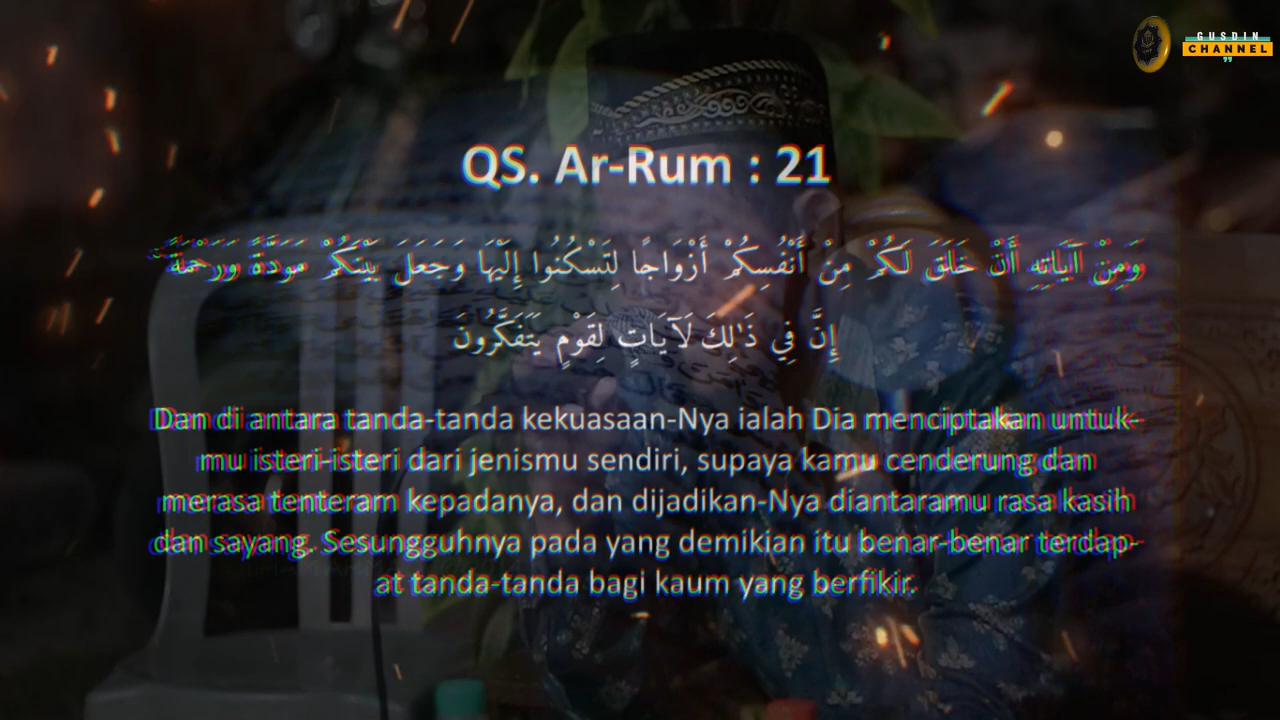 GUSDIN
CHANNEL
QS. Ar-Rum : 21
وَمِنْ آيَاتِهِ أَنْ خَلَقَ لَكُمْ مِنْ أَنْفُسِكُمْ أَزْوَاجًا لِتَسْكُنُوا إِلَيْهَا وَجَعَلَ بَيْنَكُمْ مَوَدَّةً وَرَحْمَةً
إِنَّ فِي ذَٰلِكَ لَآيَاتٍ لِقَوْمٍ يَتَفَكَّرُونَ
Dan di antara tanda-tanda kekuasaan-Nya ialah Dia menciptakan untuk-
mu isteri-isteri dari jenismu sendiri, supaya kamu cenderung dan
merasa tenteram kepadanya, dan dijadikan-Nya diantaramu rasa kasih
dan sayang. Sesungguhnya pada yang demikian itu benar-benar terdap-
at tanda-tanda bagi kaum yang berfikir.